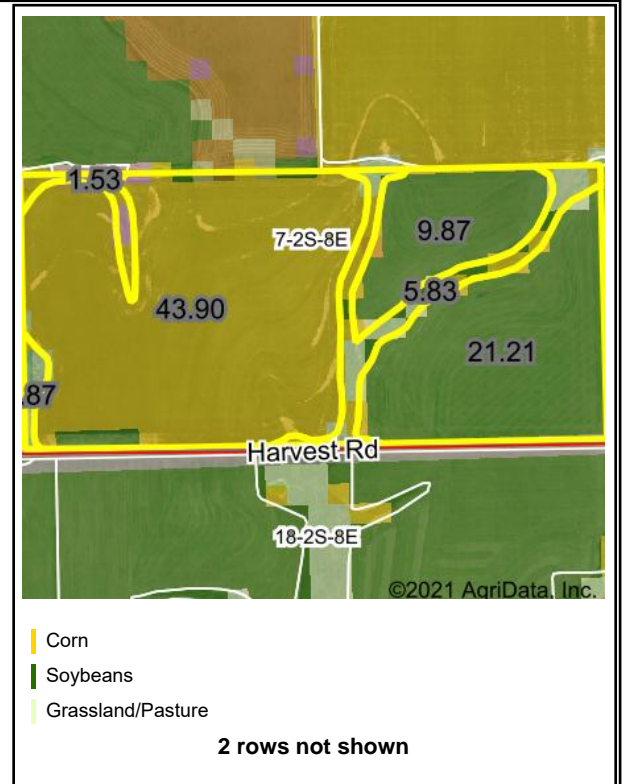 1.53
7-2S-8E
9.87
5.83
43.90
21.21
.87
Harvest Rd
18-2S-8E
©2021 AgriData, Inc.
Corn
Soybeans
Grassland/Pasture
2 rows not shown